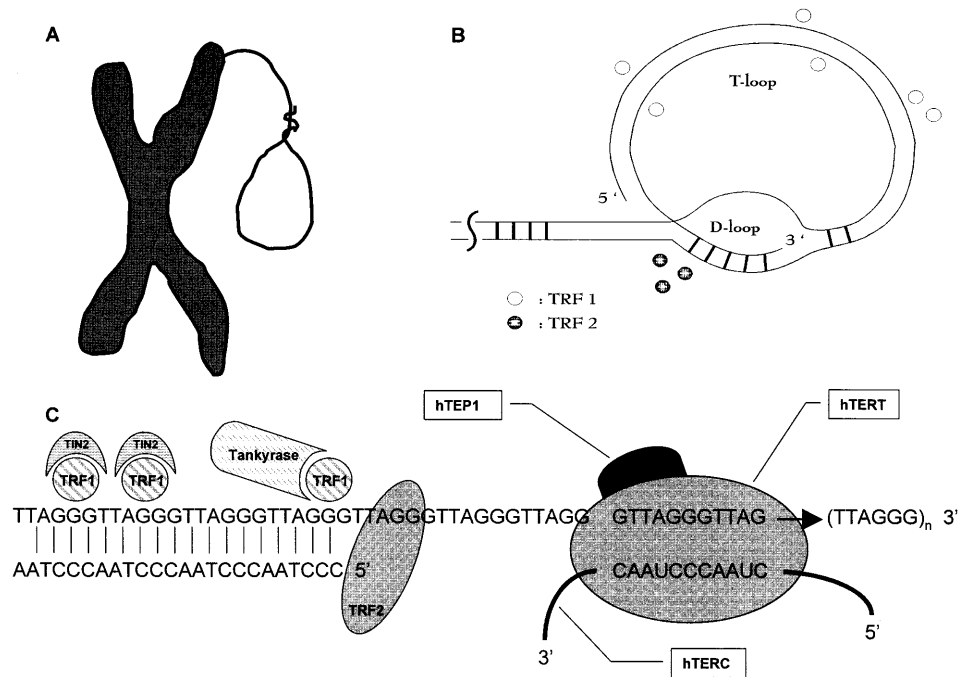 A
B
T-loop
5 '
D-loop
3 '
: TRF 1
: TRF 2
C
hTEP1
hTERT
TIN2
TIN2
Tankyrase
TRF1
TRF1
TRF1
TTAGGGTTAGGGTTAGGGTTAGGGTTAGGGTTAGGGTTAGG GTTAGGGTTAG (TTAGGG)n 3'
AATCCCAATCCCAATCCCAATCCC 5'
CAAUCCCAAUC
TRF2
3'
5'
hTERC